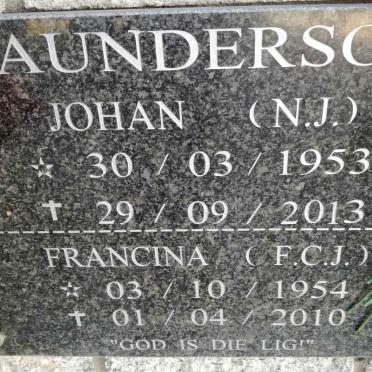 AUNDERSO
JOHAN (N.J.)
☆ 30 / 03 / 1953
✝ 29 / 09 / 2013
FRANCINA ( F.C.J.)
☆ 03 / 10 / 1954
✝ 01 / 04 / 2010
"GOD IS DIE LIG!"